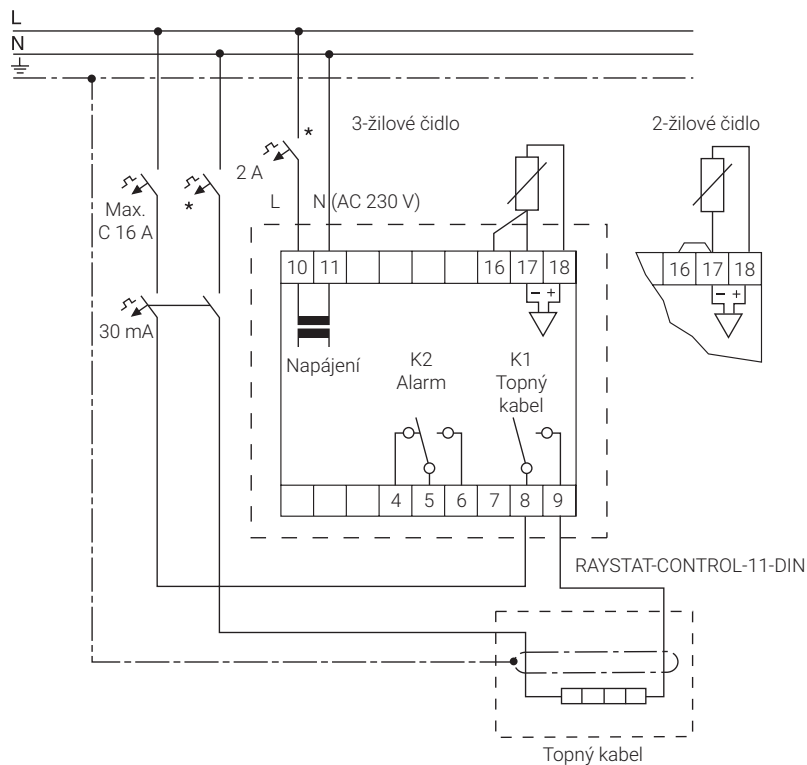 L
N
3-žilové čidlo
2-žilové čidlo
*
2 A
L
N (AC 230 V)
Max.
C 16 A
*
10 11 16 17 18
16 17 18
– +
– +
30 mA
Napájení
K2
Alarm
K1
Topný
kabel
4 5 6 7 8 9
RAYSTAT-CONTROL-11-DIN
Topný kabel